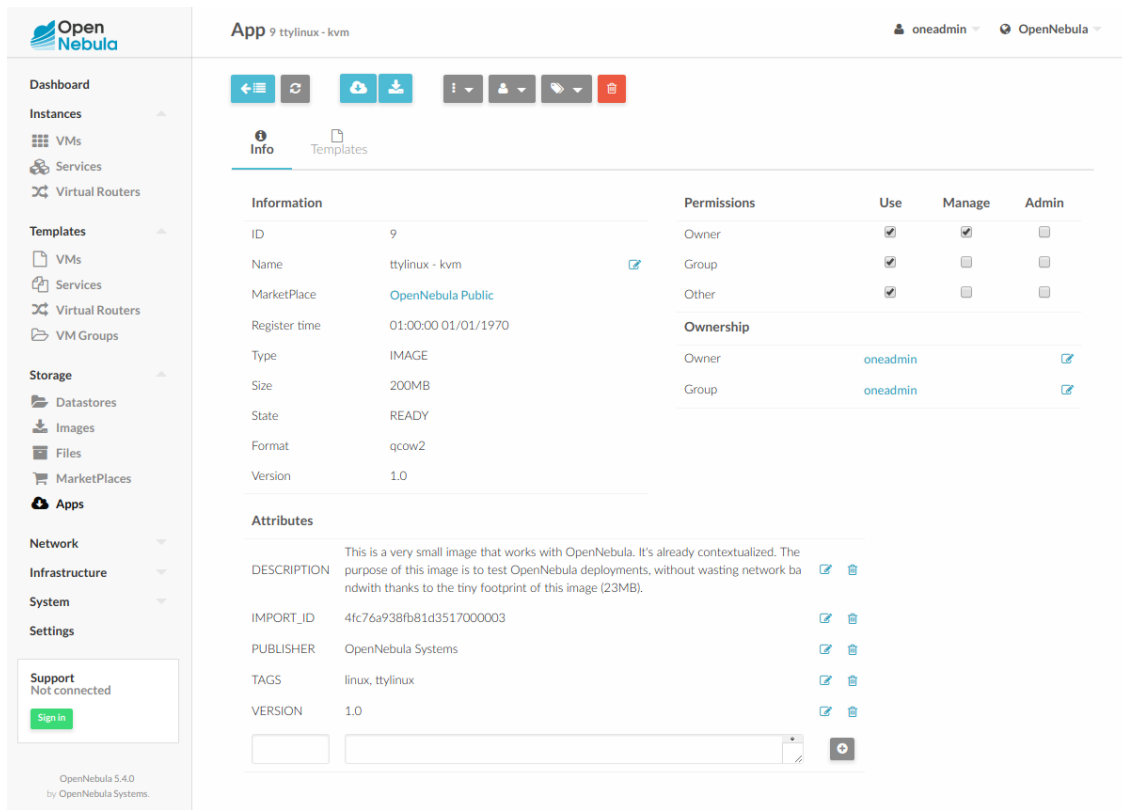 Open
Nebula
App 9 ttylinux - kvm
oneadmin
OpenNebula
Dashboard
Instances
VMs
Services
Virtual Routers
Templates
VMs
Services
Virtual Routers
VM Groups
Storage
Datastores
Images
Files
MarketPlaces
Apps
Network
Infrastructure
System
Settings
Support
Not connected
Sign in
OpenNebula 5.4.0
by OpenNebula Systems.
Info
Templates
Information
ID 9
Name ttylinux - kvm
MarketPlace OpenNebula Public
Register time 01:00:00 01/01/1970
Type IMAGE
Size 200MB
State READY
Format qcow2
Version 1.0
Permissions Use Manage Admin
Owner
Group
Other
Ownership
Owner oneadmin
Group oneadmin
Attributes
DESCRIPTION This is a very small image that works with OpenNebula. It's already contextualized. The
purpose of this image is to test OpenNebula deployments, without wasting network ba
ndwith thanks to the tiny footprint of this image (23MB).
IMPORT_ID 4fc76a938fb81d3517000003
PUBLISHER OpenNebula Systems
TAGS linux, ttylinux
VERSION 1.0